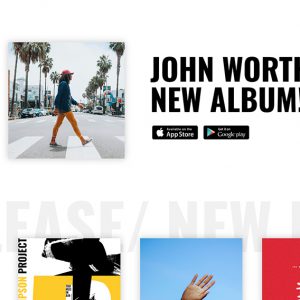 JOHN WORTH
NEW ALBUM!
Available on the
App Store
Get it on
Google play
LEASE/ NEW
PSON PROJECT